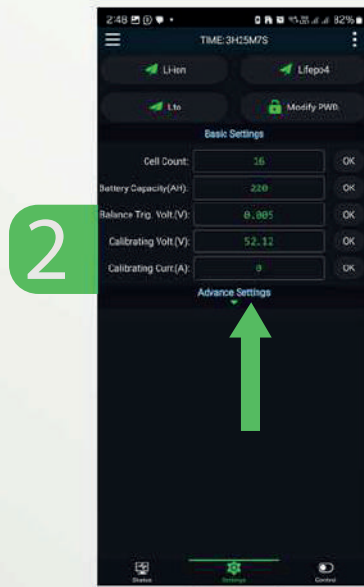 2:48 82%
TIME: 3H25M7S
Li-ion Lifepo4
Lto Modify PWD.
Basic Settings
Cell Count: 16 OK
Battery Capacity(AH): 220 OK
Balance Trig. Volt.(V): 0.005 OK
2
Calibrating Volt(V): 52.12 OK
Calibrating Curr.(A): 0 OK
Advance Settings
Status Settings Control